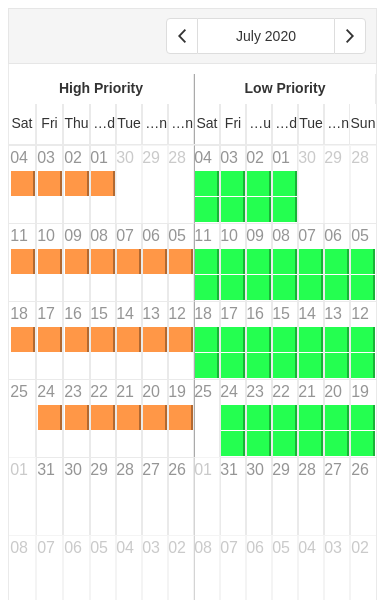 July 2020
High Priority Low Priority
Sat Fri Thu …d Tue …n …n Sat Fri …u …d Tue …n Sun
04 03 02 01 30 29 28 04 03 02 01 30 29 28
11 10 09 08 07 06 05 11 10 09 08 07 06 05
18 17 16 15 14 13 12 18 17 16 15 14 13 12
25 24 23 22 21 20 19 25 24 23 22 21 20 19
01 31 30 29 28 27 26 01 31 30 29 28 27 26
08 07 06 05 04 03 02 08 07 06 05 04 03 02